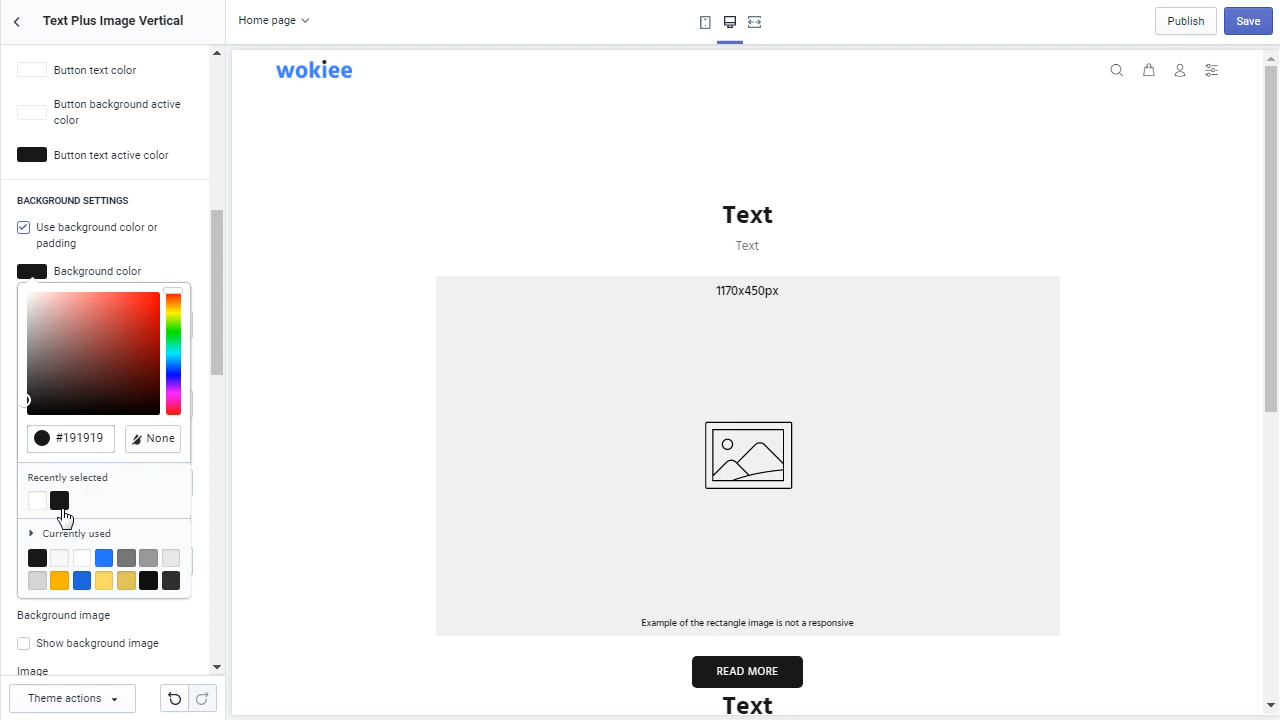 Text Plus Image Vertical
Home page
Publish
Save
Button text color
Button background active
color
Button text active color
BACKGROUND SETTINGS
Use background color or
padding
Background color
#191919
None
Recently selected
Currently used
Background image
Show background image
Image
Theme actions
wokiee
Text
Text
1170x450px
Example of the rectangle image is not a responsive
READ MORE
Text